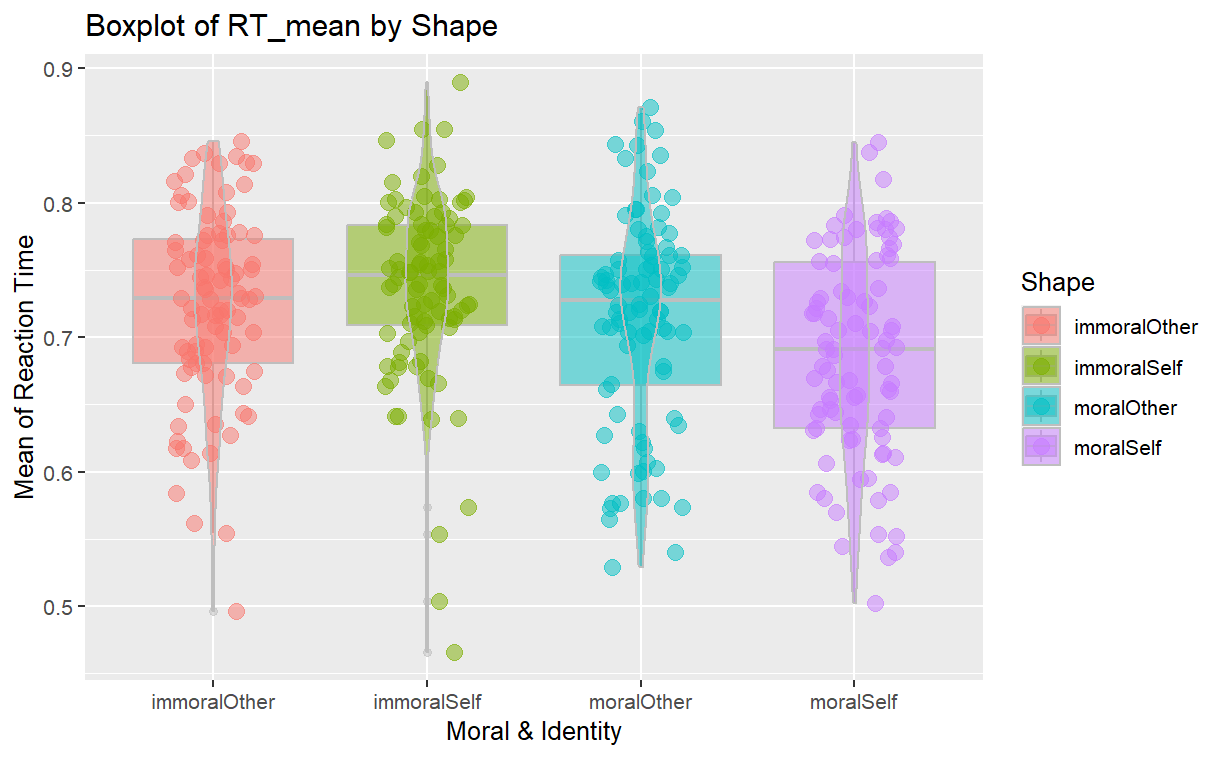 Boxplot of RT_mean by Shape
Mean of Reaction Time
0.9
0.8
0.7
0.6
0.5
immoralOther
immoralSelf
moralOther
moralSelf
Moral & Identity
Shape
immoralOther
immoralSelf
moralOther
moralSelf